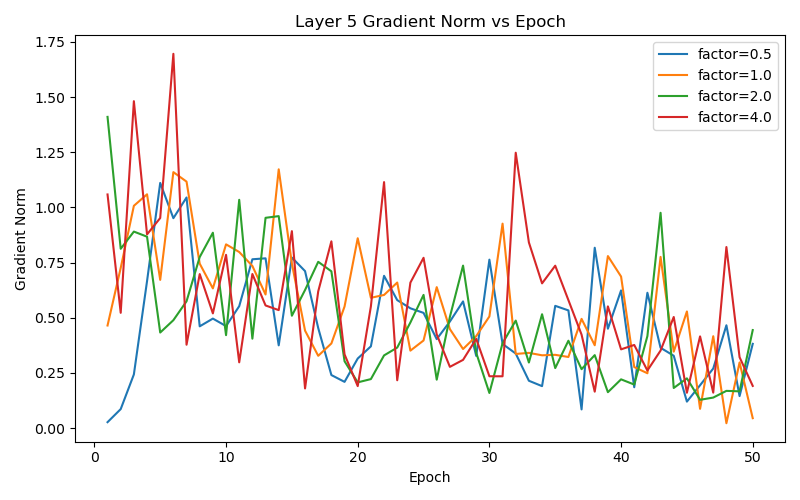 Layer 5 Gradient Norm vs Epoch
factor=0.5
factor=1.0
factor=2.0
factor=4.0
Gradient Norm
1.75
1.50
1.25
1.00
0.75
0.50
0.25
0.00
0
10
20
30
40
50
Epoch